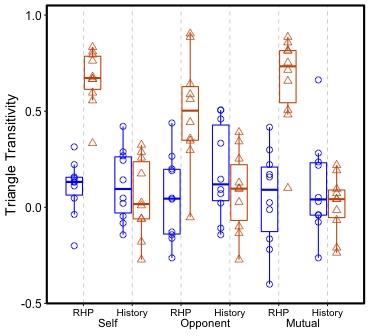 Triangle Transitivity
1.0
0.5
0.0
-0.5
RHP History RHP History RHP History
Self Opponent Mutual